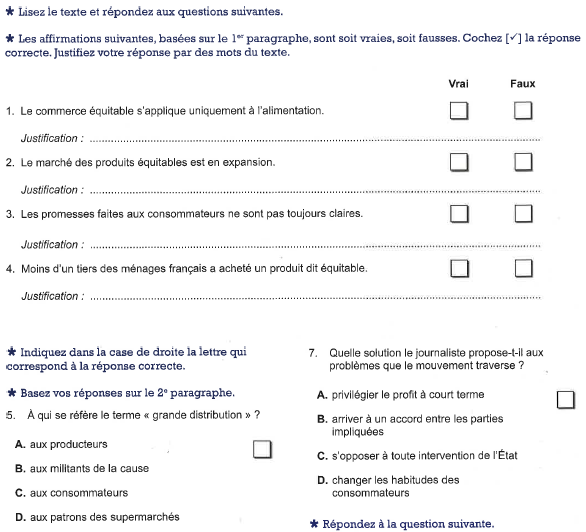 ★ Lisez le texte et répondez aux questions suivantes.
★ Les affirmations suivantes, basées sur le 1er paragraphe, sont soit vraies, soit fausses. Cochez [✓] la réponse
correcte. Justifiez votre réponse par des mots du texte.
Vrai Faux
1. Le commerce équitable s'applique uniquement à l'alimentation.
Justification : ...
2. Le marché des produits équitables est en expansion.
Justification : ...
3. Les promesses faites aux consommateurs ne sont pas toujours claires.
Justification : ...
4. Moins d'un tiers des ménages français a acheté un produit dit équitable.
Justification : ...
★ Indiquez dans la case de droite la lettre qui
correspond à la réponse correcte.
★ Basez vos réponses sur le 2e paragraphe.
5. À qui se réfère le terme « grande distribution » ?
A. aux producteurs
B. aux militants de la cause
C. aux consommateurs
D. aux patrons des supermarchés
7. Quelle solution le journaliste propose-t-il aux
problèmes que le mouvement traverse ?
A. privilégier le profit à court terme
B. arriver à un accord entre les parties
impliquées
C. s'opposer à toute intervention de l'État
D. changer les habitudes des
consommateurs
★ Répondez à la question suivante.